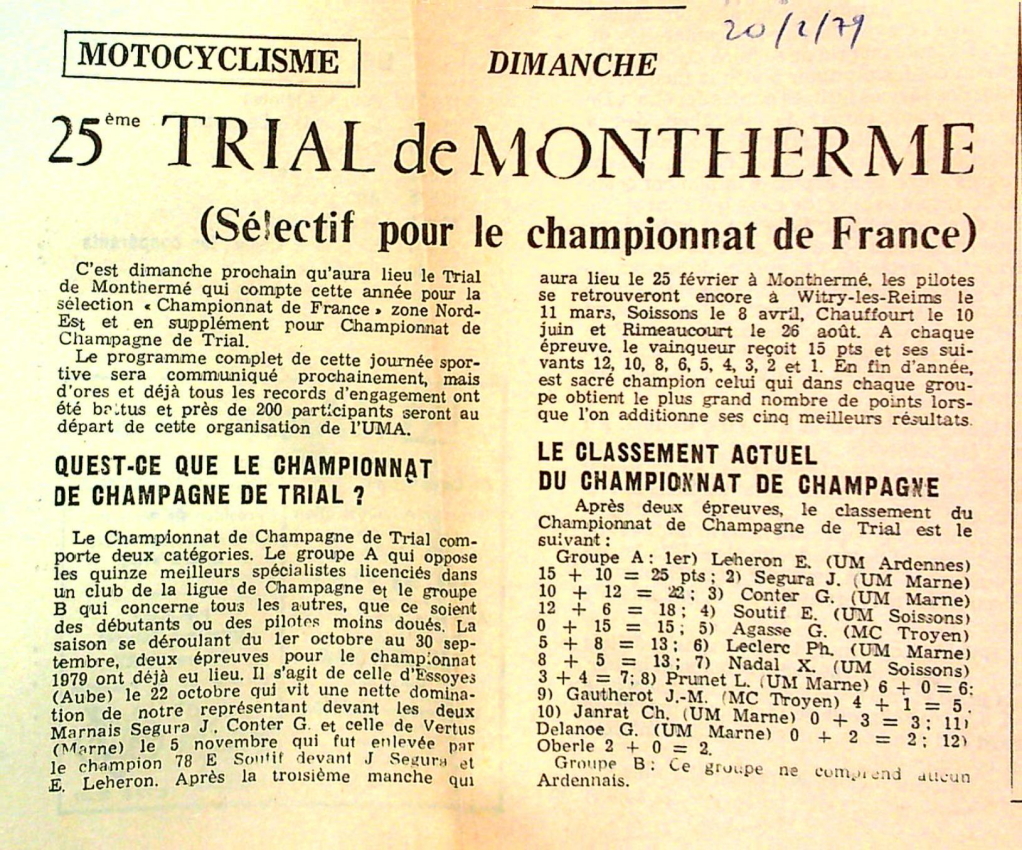 20/2/79
MOTOCYCLISME
DIMANCHE
25ème TRIAL de MONTHERME
(Sélectif pour le championnat de France)
C'est dimanche prochain qu'aura lieu le Trial
de Monthermé qui compte cette année pour la
sélection « Championnat de France » zone Nord-
Est et en supplément pour Championnat de
Champagne de Trial.
Le programme complet de cette journée spor-
tive sera communiqué prochainement, mais
d'ores et déjà tous les records d'engagement ont
été battus et près de 200 participants seront au
départ de cette organisation de l'UMA.
QUEST-CE QUE LE CHAMPIONNAT
DE CHAMPAGNE DE TRIAL ?
Le Championnat de Champagne de Trial com-
porte deux catégories. Le groupe A qui oppose
les quinze meilleurs spécialistes licenciés dans
un club de la ligue de Champagne et le groupe
B qui concerne tous les autres, que ce soient
des débutants ou des pilotes moins doués. La
saison se déroulant du 1er octobre au 30 sep-
tembre, deux épreuves pour le championnat
1979 ont déjà eu lieu. Il s'agit de celle d'Essoyes
(Aube) le 22 octobre qui vit une nette domina-
tion de notre représentant devant les deux
Marnais Segura J. Conter G. et celle de Vertus
(Marne) le 5 novembre qui fut enlevée par
le champion 78 E Soutif devant J Segura et
E. Leheron. Après la troisième manche qui
aura lieu le 25 février à Monthermé, les pilotes
se retrouveront encore à Witry-les-Reims le
11 mars, Soissons le 8 avril, Chauffourt le 10
juin et Rimeaucourt le 26 août. A chaque
épreuve, le vainqueur reçoit 15 pts et ses sui-
vants 12, 10, 8, 6, 5, 4, 3, 2 et 1. En fin d'année,
est sacré champion celui qui dans chaque grou-
pe obtient le plus grand nombre de points lors-
que l'on additionne ses cinq meilleurs résultats.
LE CLASSEMENT ACTUEL
DU CHAMPIONNAT DE CHAMPAGNE
Après deux épreuves, le classement du
Championnat de Champagne de Trial est le
suivant :
Groupe A : 1er) Leheron E. (UM Ardennes)
15 + 10 = 25 pts ; 2) Segura J. (UM Marne)
10 + 12 = 22 ; 3) Conter G. (UM Marne)
12 + 6 = 18 ; 4) Soutif E. (UM Soissons)
0 + 15 = 15 ; 5) Agasse G. (MC Troyen)
5 + 8 = 13 ; 6) Leclerc Ph. (UM Marne)
8 + 5 = 13 ; 7) Nadal X. (UM Soissons)
3 + 4 = 7 ; 8) Prunet L. (UM Marne) 6 + 0 = 6 ;
9) Gautherot J.-M. (MC Troyen) 4 + 1 = 5 ;
10) Janrat Ch. (UM Marne) 0 + 3 = 3 ; 11)
Delanoe G. (UM Marne) 0 + 2 = 2 ; 12)
Oberle 2 + 0 = 2.
Groupe B : Ce groupe ne comprend aucun
Ardennais.